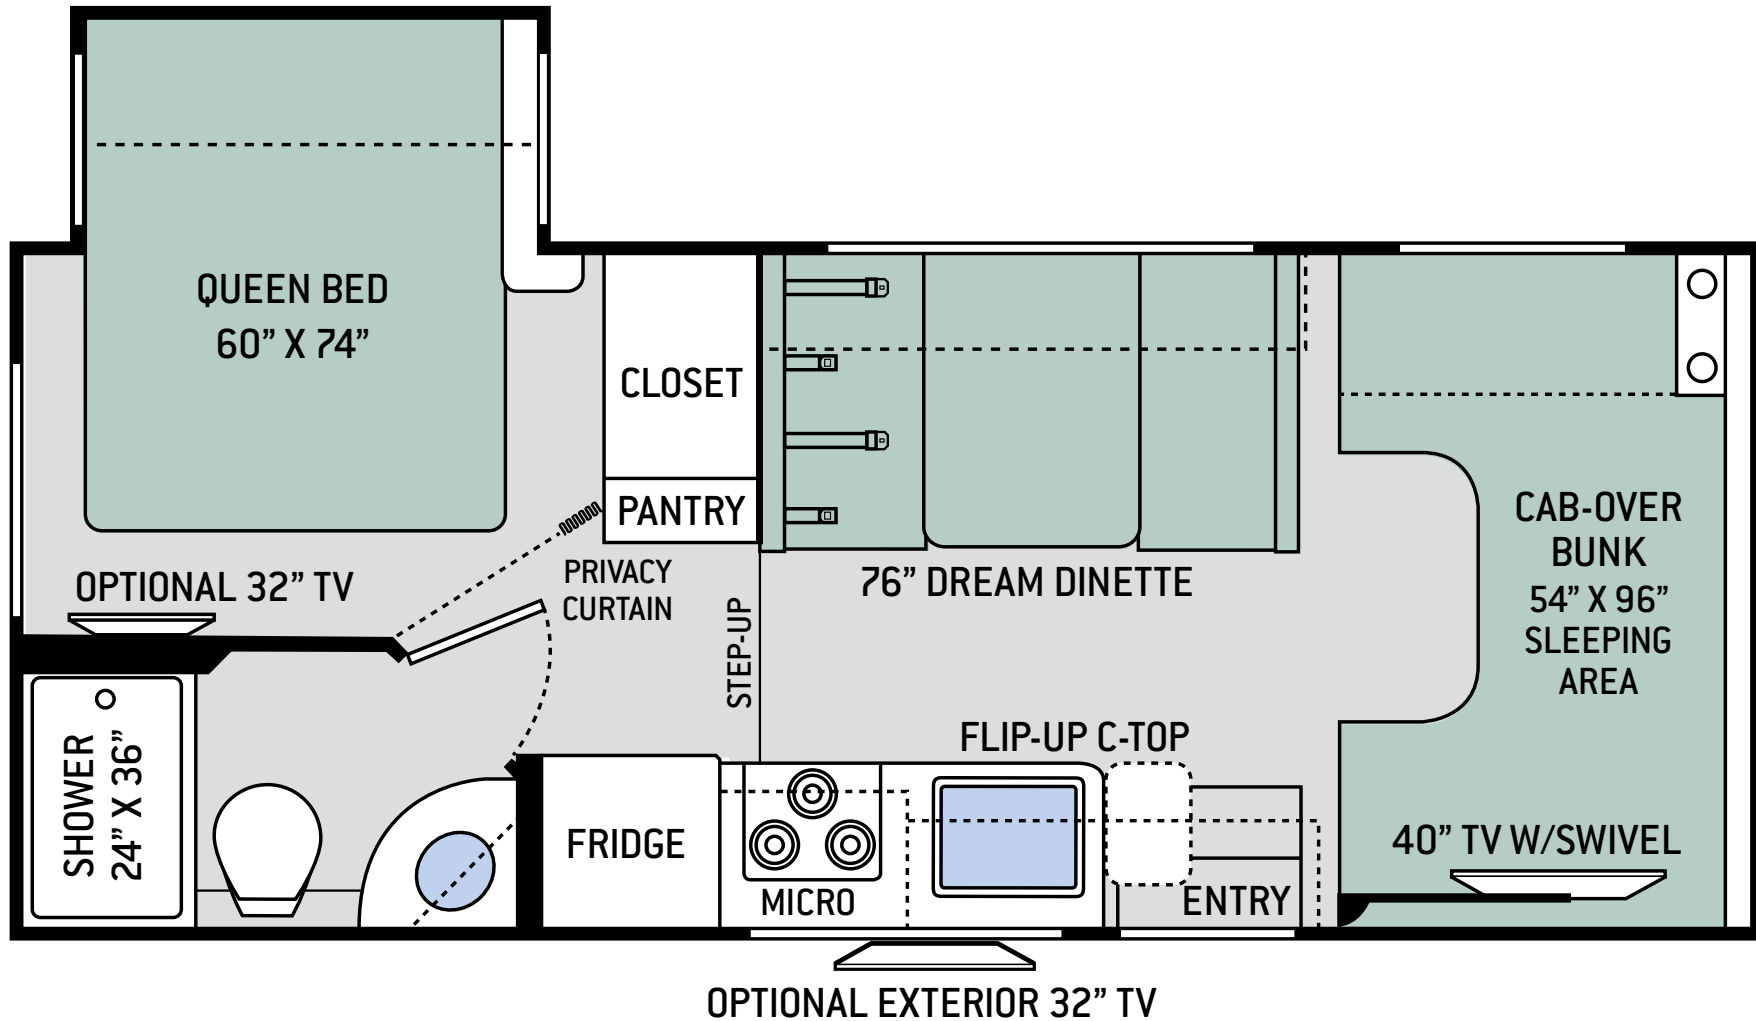 QUEEN BED
60” X 74”
CLOSET
PANTRY
OPTIONAL 32” TV
PRIVACY
CURTAIN
STEP-UP
76” DREAM DINETTE
CAB-OVER
BUNK
54” X 96”
SLEEPING
AREA
FLIP-UP C-TOP
SHOWER
24” X 36”
FRIDGE
MICRO
ENTRY
40” TV W/SWIVEL
OPTIONAL EXTERIOR 32” TV